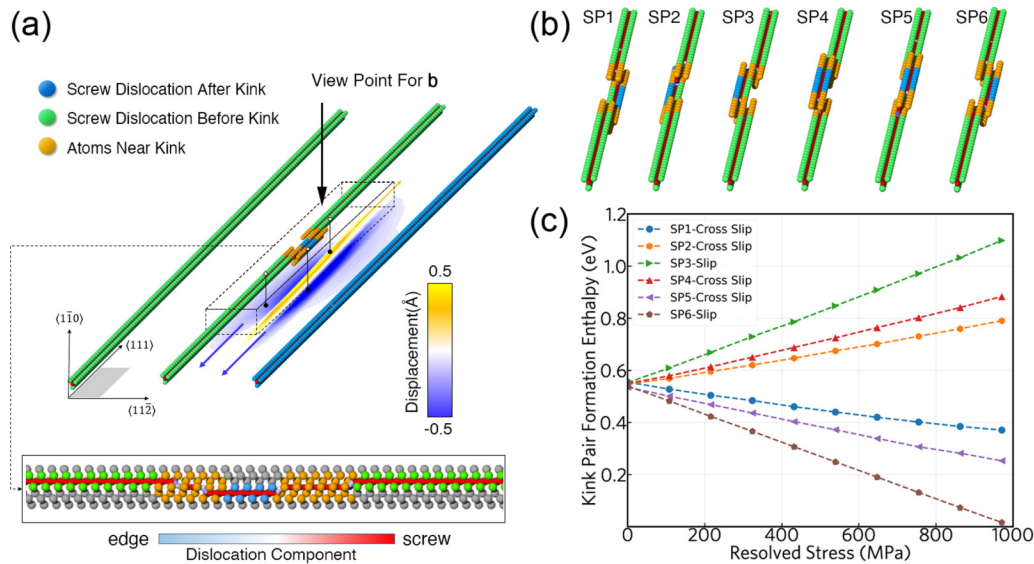 (a)
Screw Dislocation After Kink
Screw Dislocation Before Kink
Atoms Near Kink
View Point For b
⟨11̄0⟩
⟨111⟩
⟨112̄⟩
0.5
Displacement(Å)
-0.5
edge
screw
Dislocation Component
(b)
SP1 SP2 SP3 SP4 SP5 SP6
(c)
Kink Pair Formation Enthalpy (eV)
1.2
1.0
0.8
0.6
0.4
0.2
SP1-Cross Slip
SP2-Cross Slip
SP3-Slip
SP4-Cross Slip
SP5-Cross Slip
SP6-Slip
0 200 400 600 800 1000
Resolved Stress (MPa)